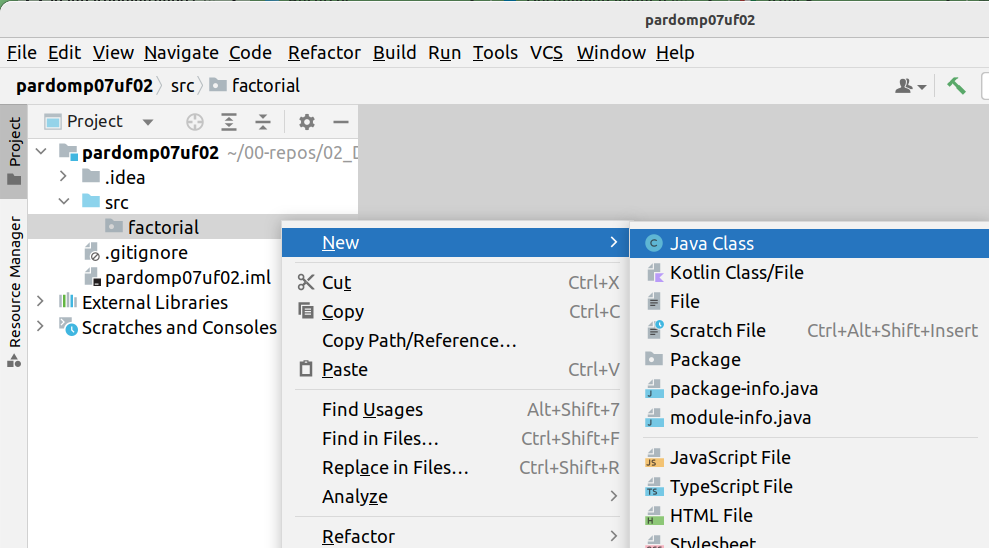 pardomp07uf02
File Edit View Navigate Code Refactor Build Run Tools VCS Window Help
pardomp07uf02 src factorial
Project
Project
pardomp07uf02 ~/00-repos/02_
.idea
src
factorial
.gitignore
pardomp07uf02.iml
External Libraries
Scratches and Consoles
Resource Manager
New
Cut Ctrl+X
Copy Ctrl+C
Copy Path/Reference...
Paste Ctrl+V
Find Usages Alt+Shift+7
Find in Files... Ctrl+Shift+F
Replace in Files... Ctrl+Shift+R
Analyze
Refactor
C Java Class
Kotlin Class/File
File
Scratch File Ctrl+Alt+Shift+Insert
Package
J package-info.java
J module-info.java
JS JavaScript File
TS TypeScript File
H HTML File
Stylesheet